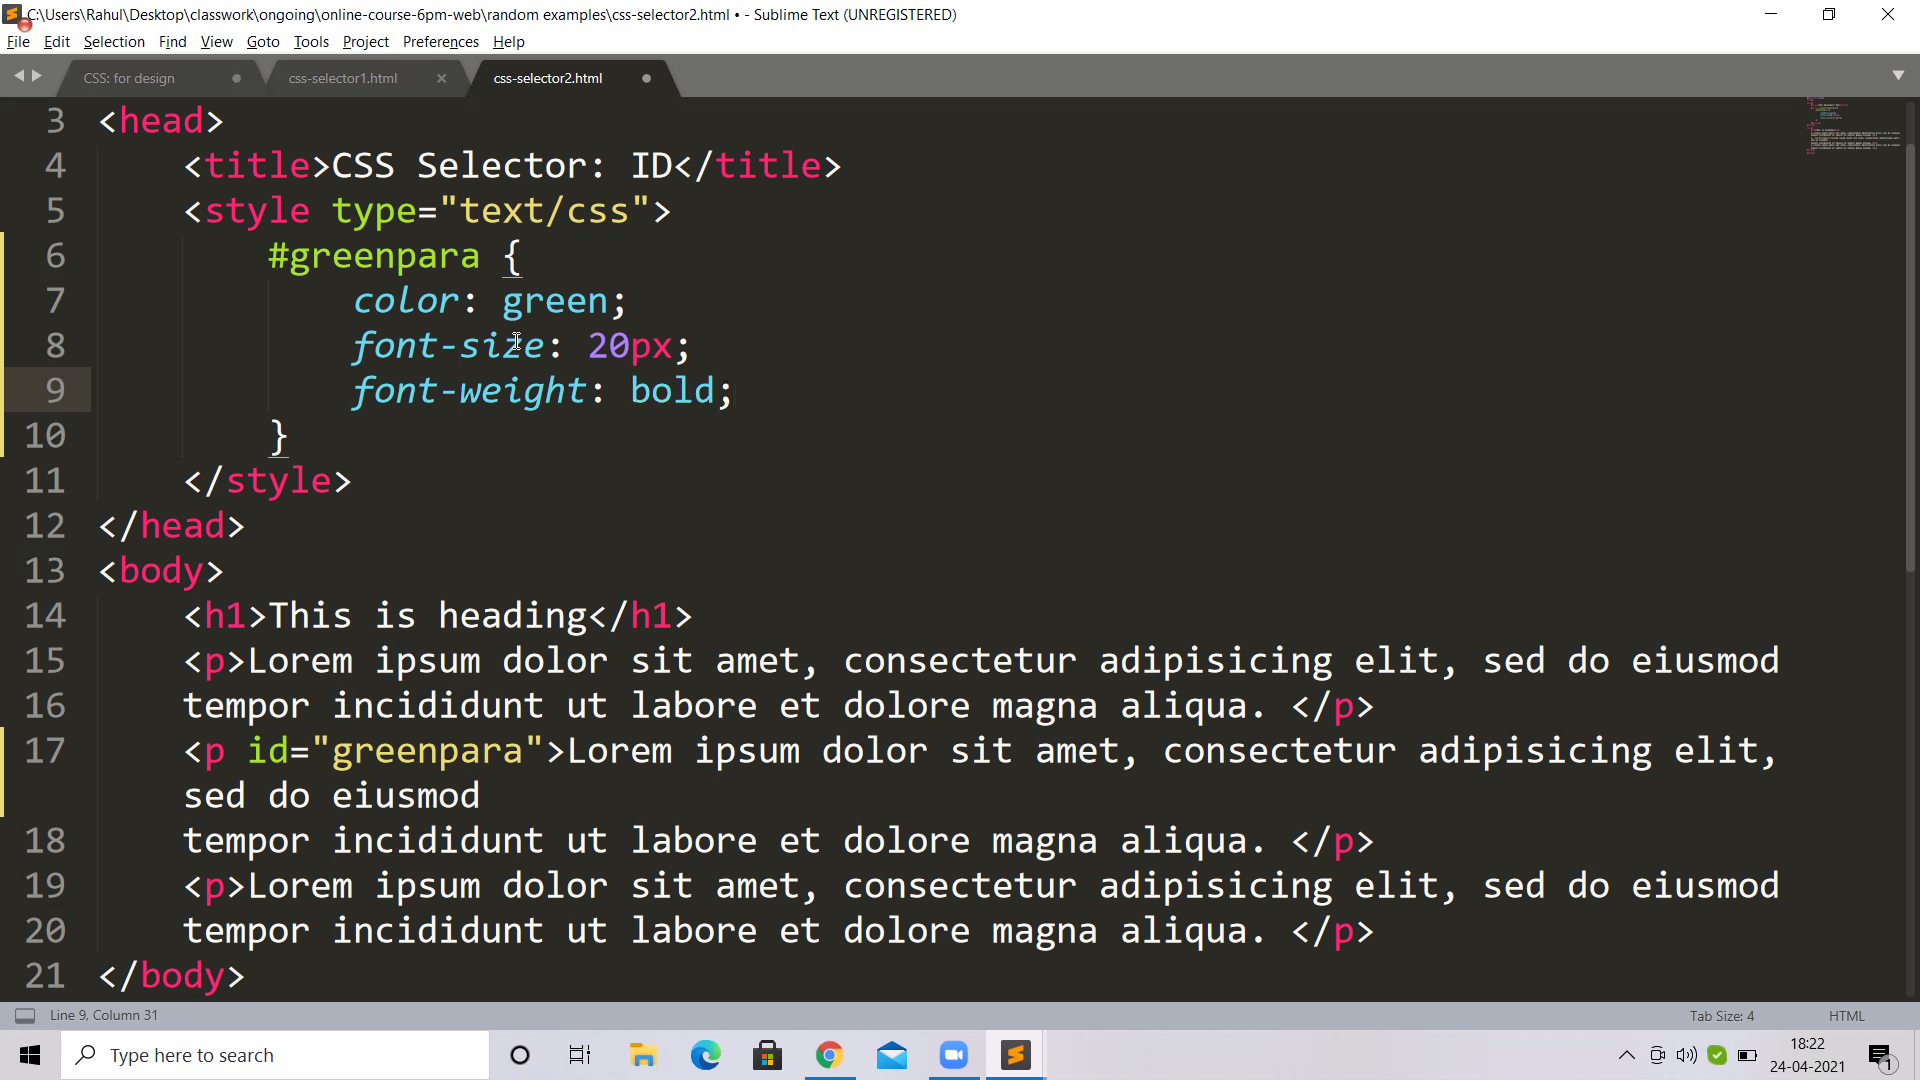 C:\Users\Rahul\Desktop\classwork\ongoing\online-course-6pm-web\random examples\css-selector2.html • - Sublime Text (UNREGISTERED)
File Edit Selection Find View Goto Tools Project Preferences Help
CSS: for design css-selector1.html css-selector2.html
3 <head>
4 <title>CSS Selector: ID</title>
5 <style type="text/css">
6 #greenpara {
7 color: green;
8 font-size: 20px;
9 font-weight: bold;
10 }
11 </style>
12 </head>
13 <body>
14 <h1>This is heading</h1>
15 <p>Lorem ipsum dolor sit amet, consectetur adipisicing elit, sed do eiusmod
16 tempor incididunt ut labore et dolore magna aliqua. </p>
17 <p id="greenpara">Lorem ipsum dolor sit amet, consectetur adipisicing elit,
sed do eiusmod
18 tempor incididunt ut labore et dolore magna aliqua. </p>
19 <p>Lorem ipsum dolor sit amet, consectetur adipisicing elit, sed do eiusmod
20 tempor incididunt ut labore et dolore magna aliqua. </p>
21 </body>
Line 9, Column 31 Tab Size: 4 HTML
Type here to search
18:22
24-04-2021
1